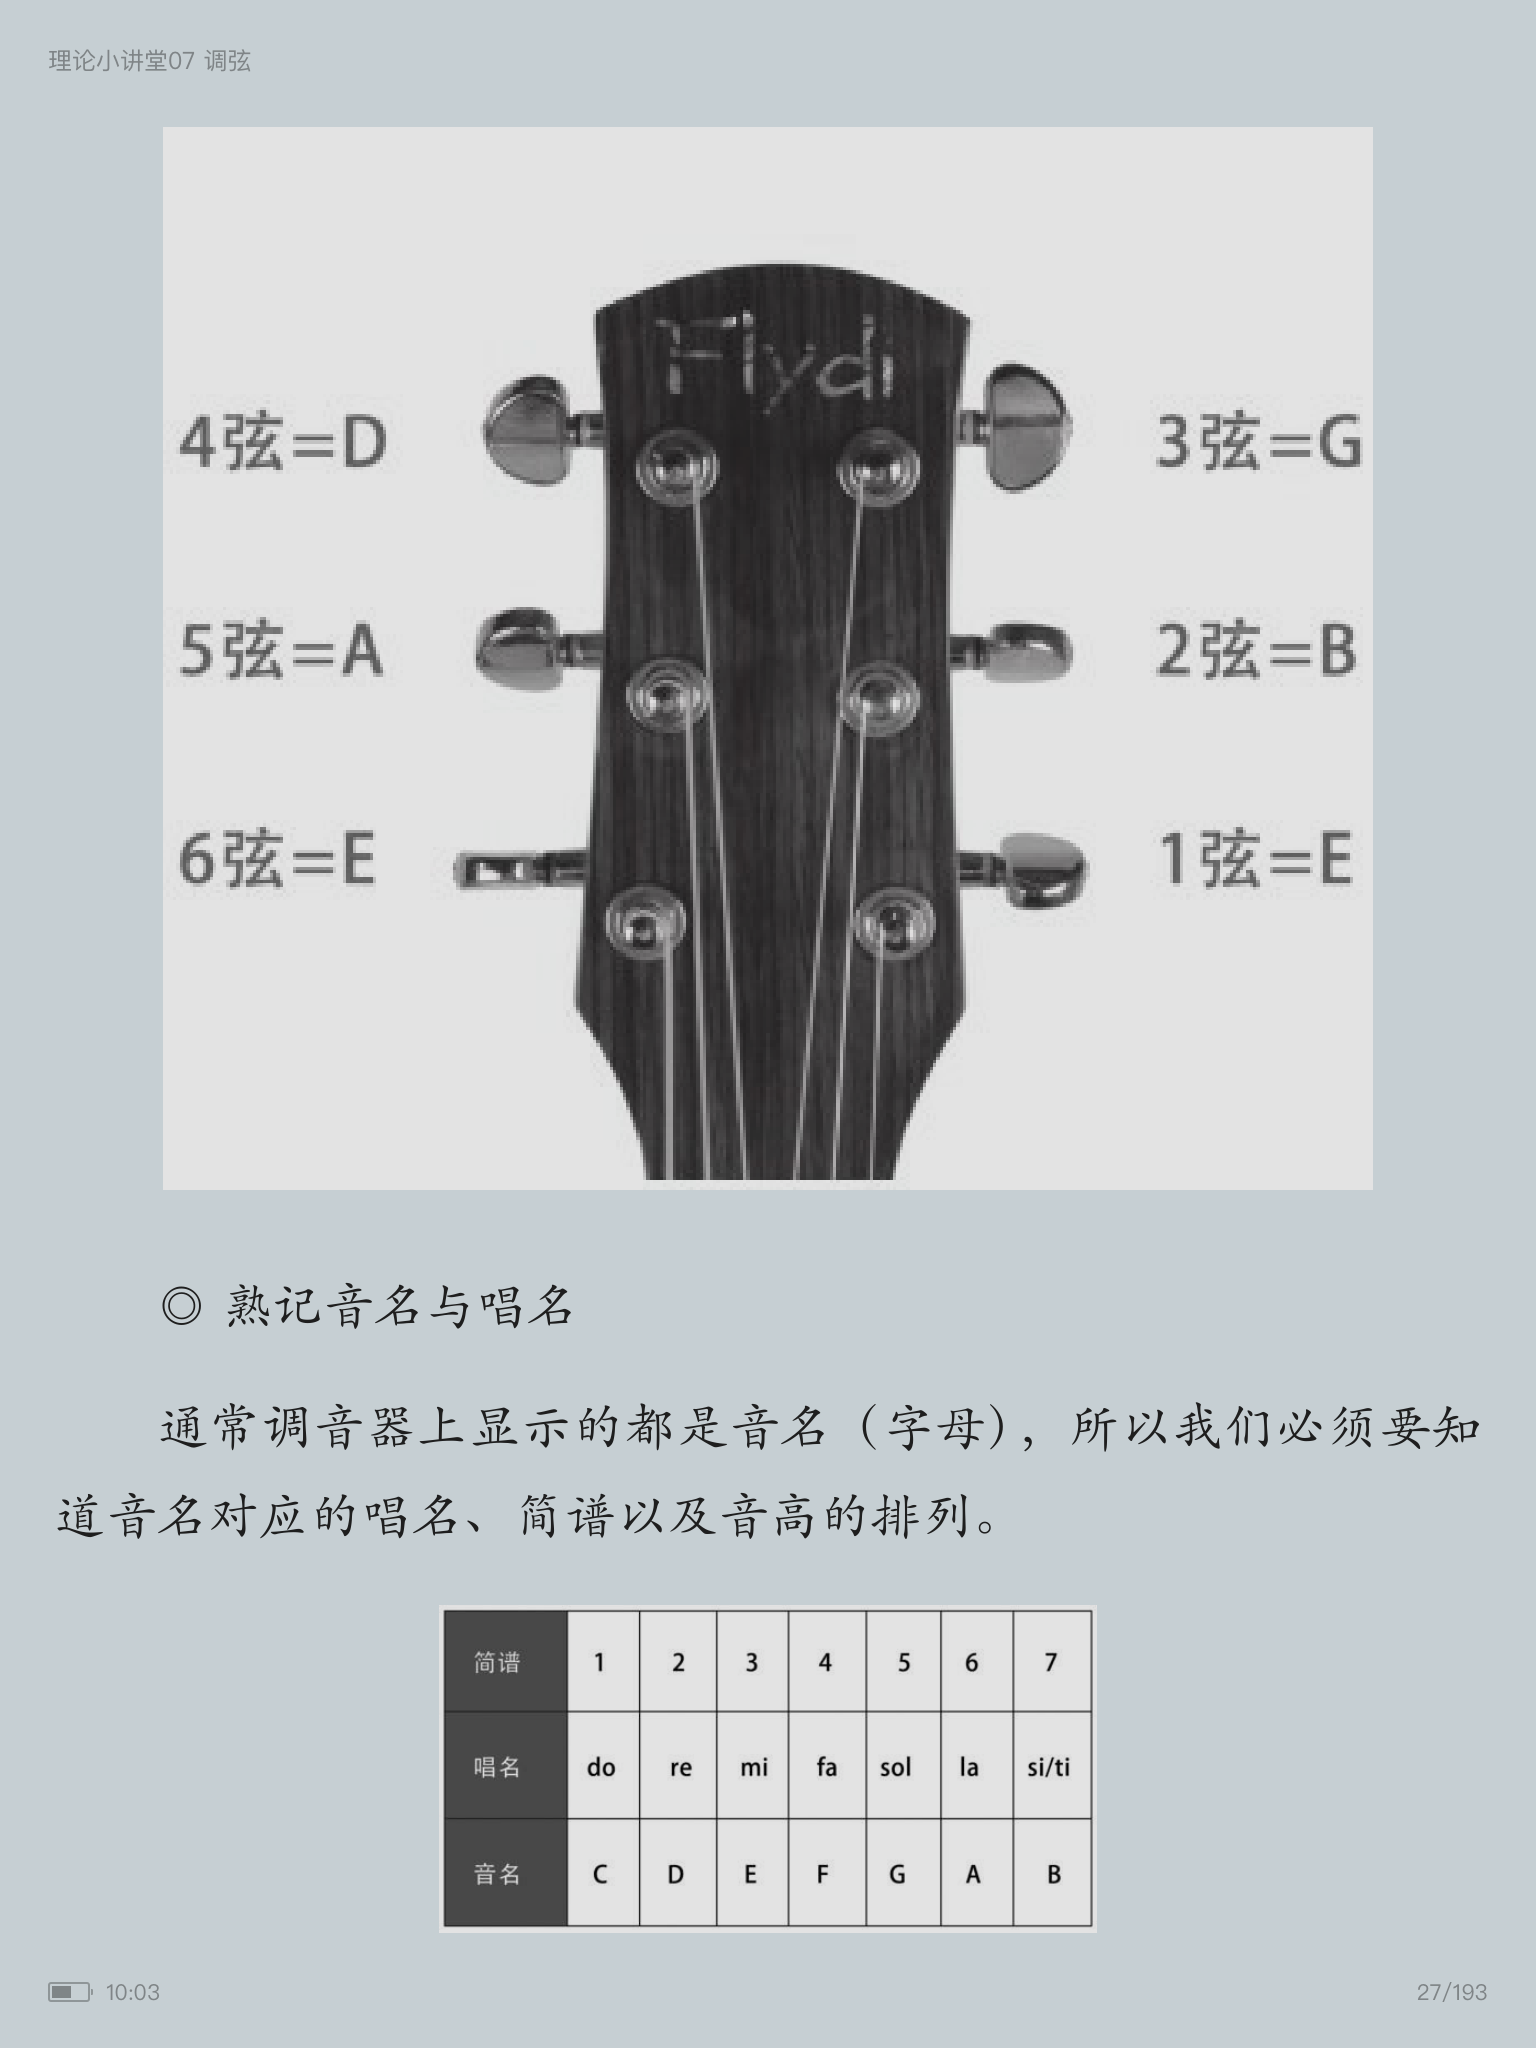 理论小讲堂07 调弦
Flydi
4弦=D
3弦=G
5弦=A
2弦=B
6弦=E
1弦=E
◎ 熟记音名与唱名
通常调音器上显示的都是音名（字母），所以我们必须要知
道音名对应的唱名、简谱以及音高的排列。
简谱 1 2 3 4 5 6 7
唱名 do re mi fa sol la si/ti
音名 C D E F G A B
10:03
27/193